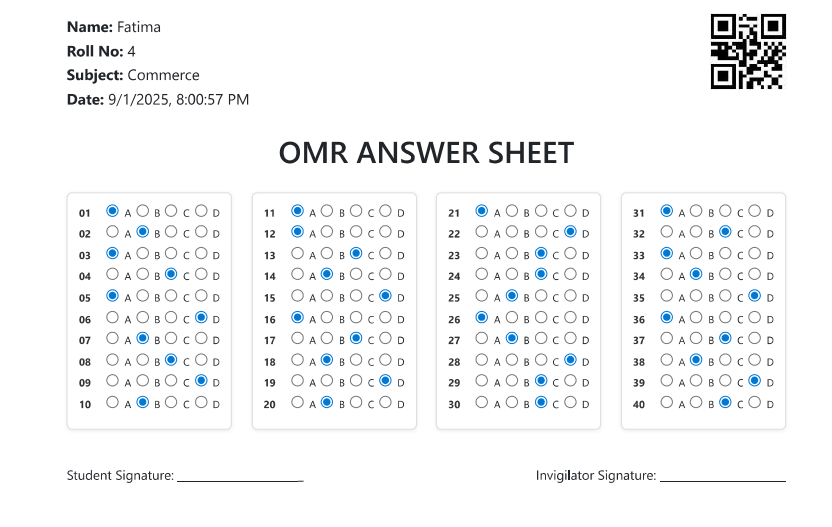 Name: Fatima
Roll No: 4
Subject: Commerce
Date: 9/1/2025, 8:00:57 PM
OMR ANSWER SHEET
01 A B C D
02 A B C D
03 A B C D
04 A B C D
05 A B C D
06 A B C D
07 A B C D
08 A B C D
09 A B C D
10 A B C D
11 A B C D
12 A B C D
13 A B C D
14 A B C D
15 A B C D
16 A B C D
17 A B C D
18 A B C D
19 A B C D
20 A B C D
21 A B C D
22 A B C D
23 A B C D
24 A B C D
25 A B C D
26 A B C D
27 A B C D
28 A B C D
29 A B C D
30 A B C D
31 A B C D
32 A B C D
33 A B C D
34 A B C D
35 A B C D
36 A B C D
37 A B C D
38 A B C D
39 A B C D
40 A B C D
Student Signature: ___________________
Invigilator Signature: ___________________